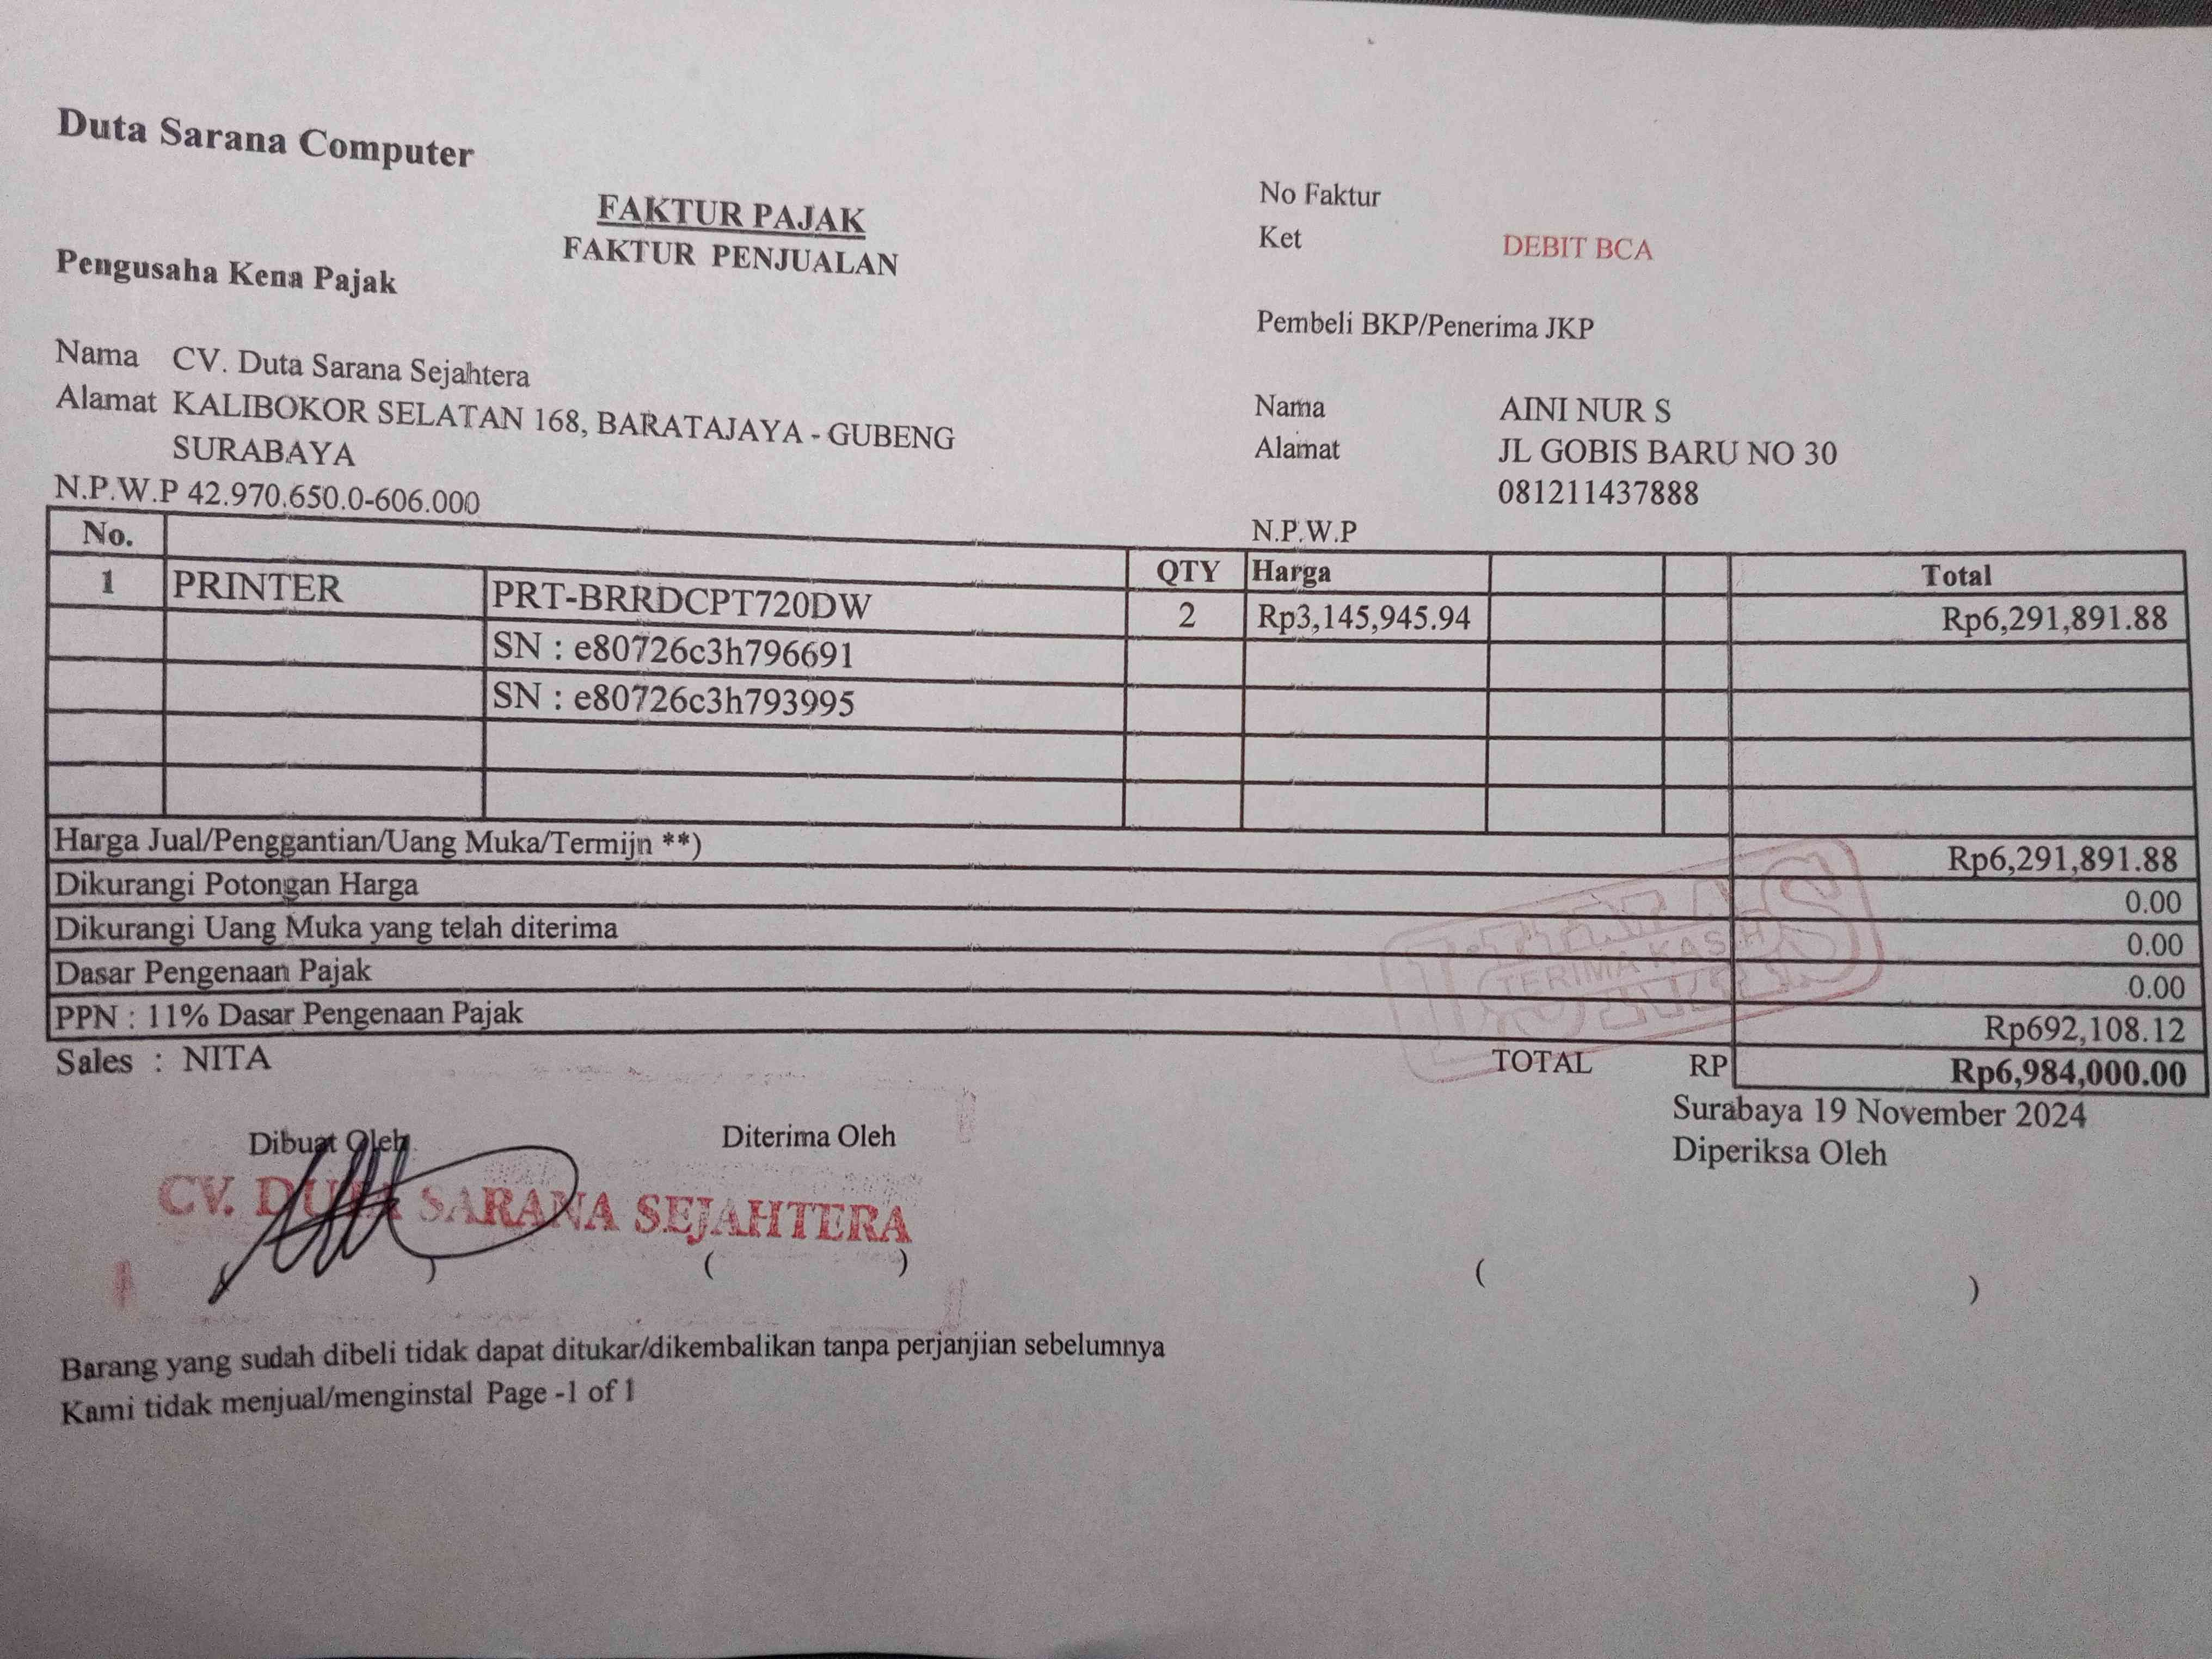 Duta Sarana Computer
FAKTUR PAJAK
FAKTUR PENJUALAN
Pengusaha Kena Pajak
Nama CV. Duta Sarana Sejahtera
Alamat KALIBOKOR SELATAN 168, BARATAJAYA - GUBENG
SURABAYA
N.P.W.P 42.970.650.0-606.000
No Faktur
Ket DEBIT BCA
Pembeli BKP/Penerima JKP
Nama AINI NUR S
Alamat JL GOBIS BARU NO 30
081211437888
N.P.W.P
No. QTY Harga Total
1 PRINTER PRT-BRRDCPT720DW 2 Rp3,145,945.94 Rp6,291,891.88
SN : e80726c3h796691
SN : e80726c3h793995
Harga Jual/Penggantian/Uang Muka/Termijn **) Rp6,291,891.88
Dikurangi Potongan Harga 0.00
Dikurangi Uang Muka yang telah diterima 0.00
Dasar Pengenaan Pajak 0.00
PPN : 11% Dasar Pengenaan Pajak Rp692,108.12
LUNAS
TERIMA KASIH
Sales : NITA TOTAL RP Rp6,984,000.00
Surabaya 19 November 2024
Dibuat Oleh Diterima Oleh Diperiksa Oleh
CV. DUTA SARANA SEJAHTERA
) ( ) ( )
Barang yang sudah dibeli tidak dapat ditukar/dikembalikan tanpa perjanjian sebelumnya
Kami tidak menjual/menginstal Page -1 of 1